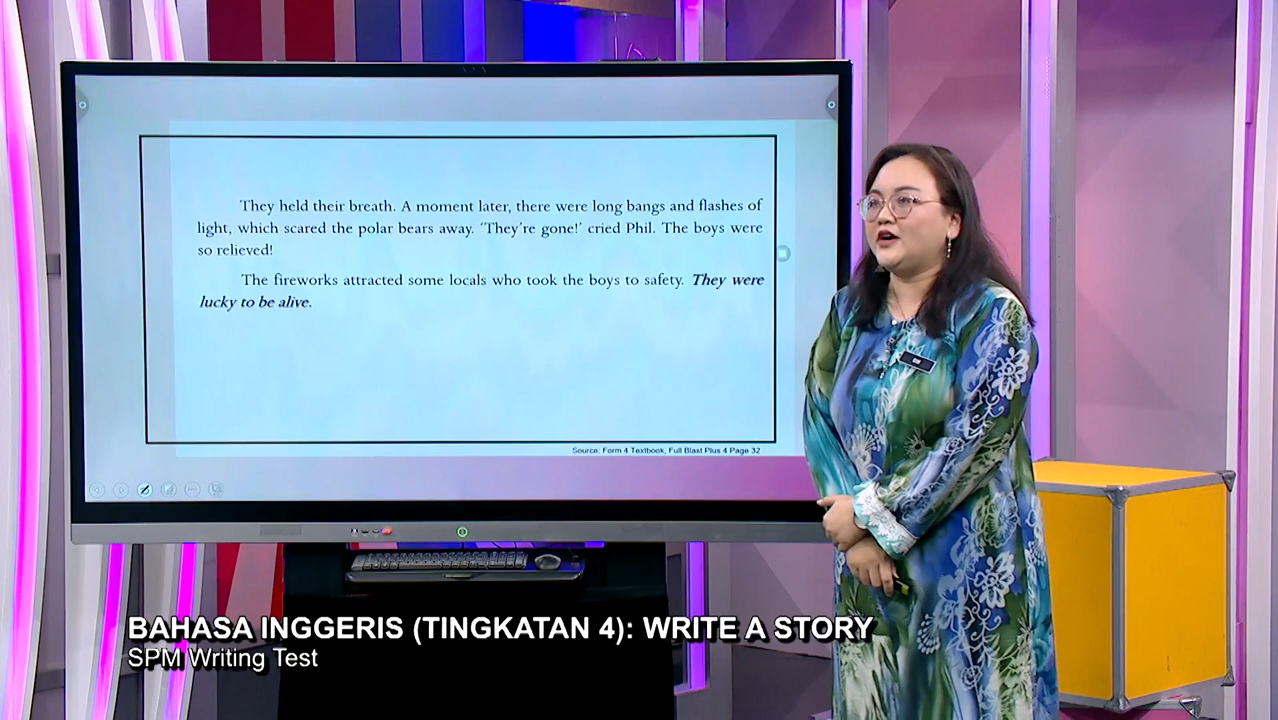 They held their breath. A moment later, there were long bangs and flashes of
light, which scared the polar bears away. 'They're gone!' cried Phil. The boys were
so relieved!
The fireworks attracted some locals who took the boys to safety. They were
lucky to be alive.
Source: Form 4 Textbook, Full Blast Plus 4 Page 32
BAHASA INGGERIS (TINGKATAN 4): WRITE A STORY
SPM Writing Test